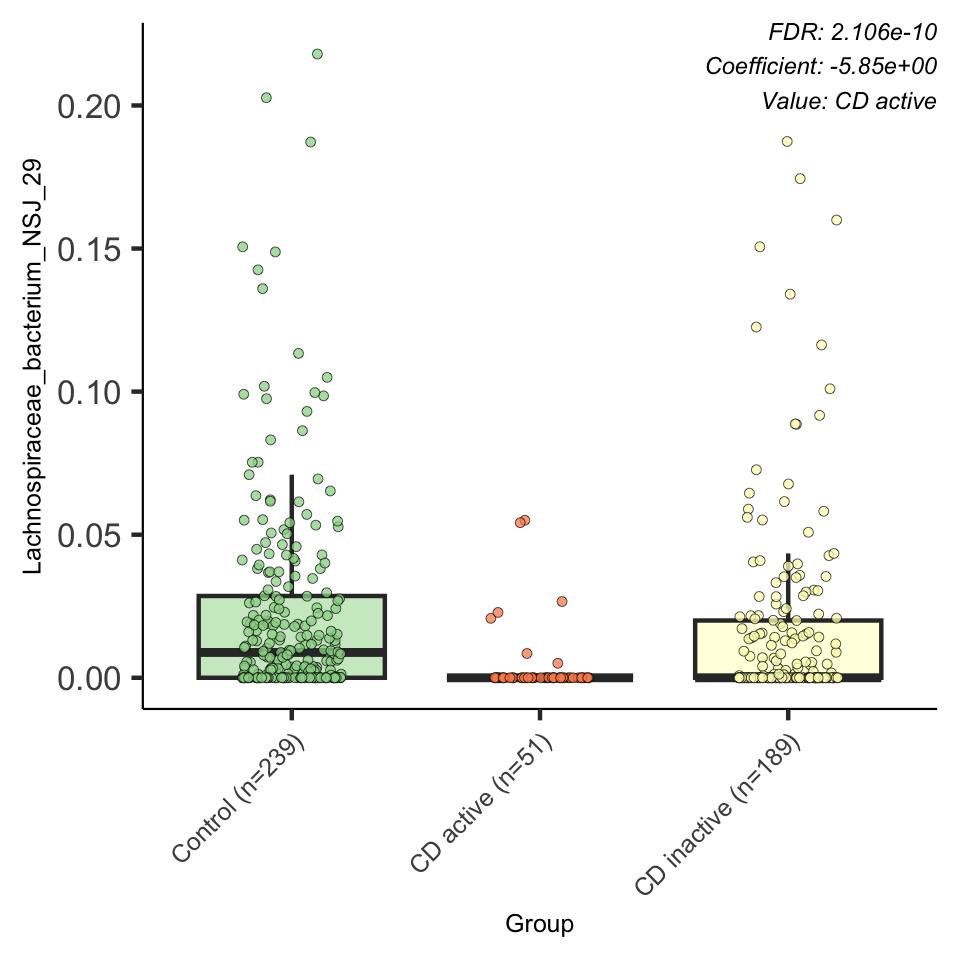 FDR: 2.106e-10
Coefficient: -5.85e+00
Value: CD active
Lachnospiraceae_bacterium_NSJ_29
0.20
0.15
0.10
0.05
0.00
Control (n=239)
CD active (n=51)
CD inactive (n=189)
Group